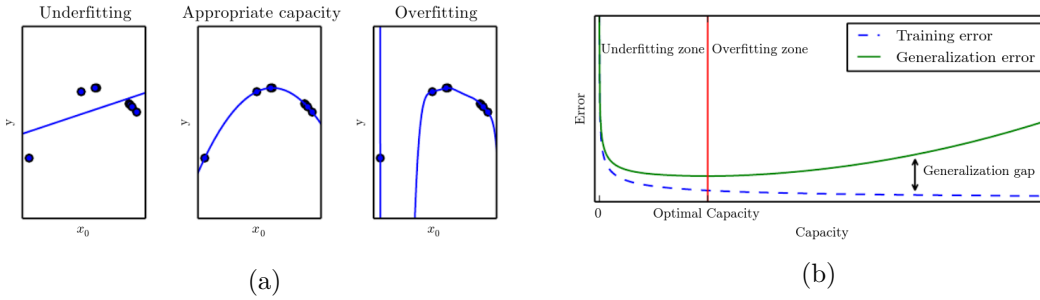 Underfitting
Appropriate capacity
Overfitting
y
x0
y
x0
y
x0
(a)
Training error
Generalization error
Underfitting zone
Overfitting zone
Error
Generalization gap
0
Optimal Capacity
Capacity
(b)